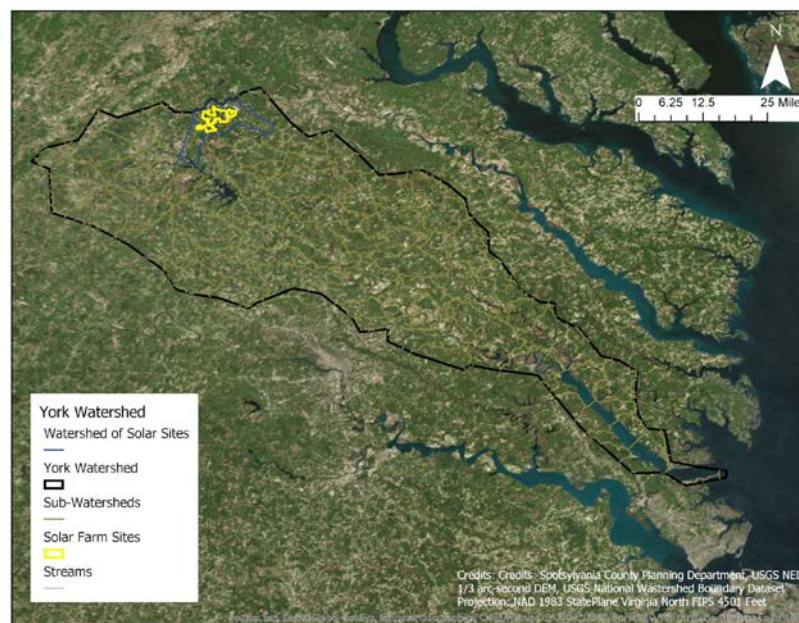 N
0 6.25 12.5 25 Mile
York Watershed
Watershed of Solar Sites
York Watershed
Sub-Watersheds
Solar Farm Sites
Streams
Credits: Credits: Spotsylvania County Planning Department, USGS NED
1/3 arc-second DEM, USGS National Watershed Boundary Dataset
Projection: NAD 1983 StatePlane Virginia North FIPS 4501 Feet